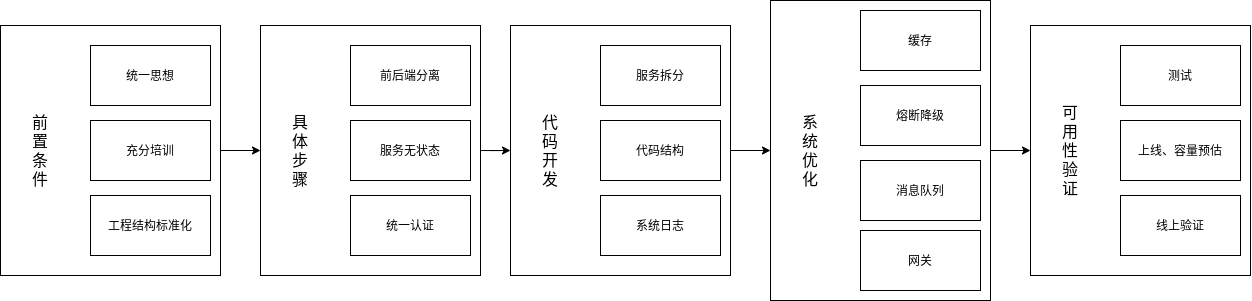 前置条件
统一思想
充分培训
工程结构标准化
具体步骤
前后端分离
服务无状态
统一认证
代码开发
服务拆分
代码结构
系统日志
系统优化
缓存
熔断降级
消息队列
网关
可用性验证
测试
上线、容量预估
线上验证